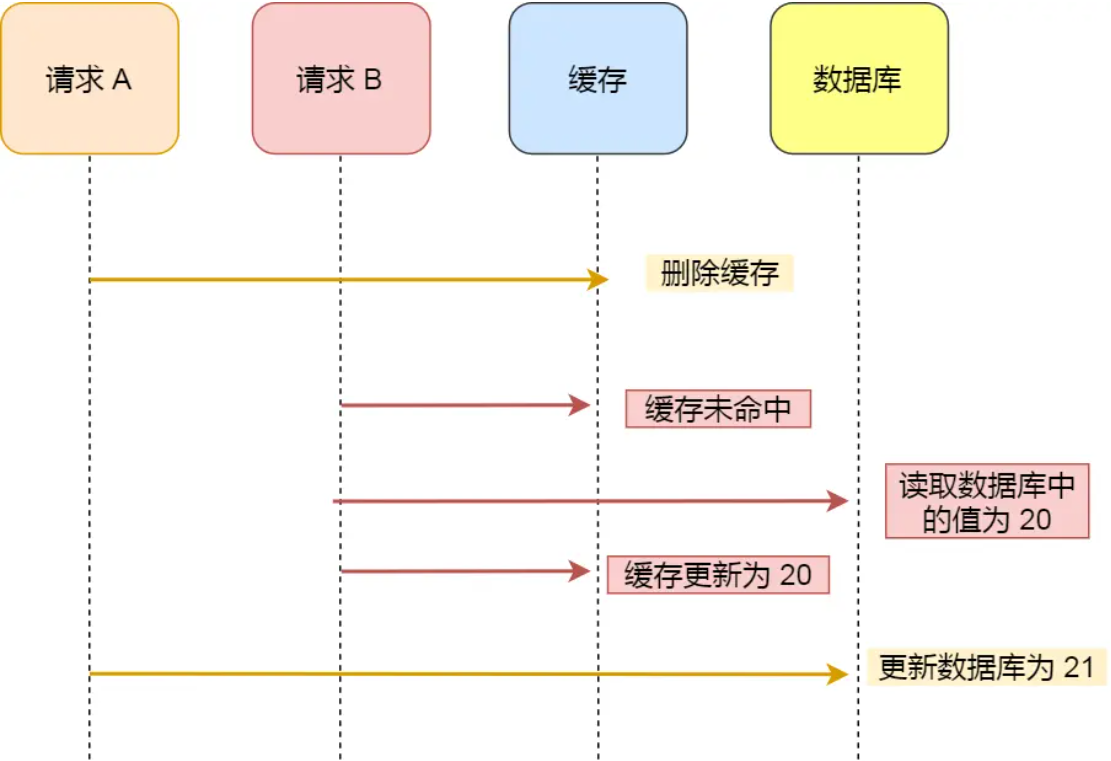 请求 A
请求 B
缓存
数据库
删除缓存
缓存未命中
读取数据库中
的值为 20
缓存更新为 20
更新数据库为 21